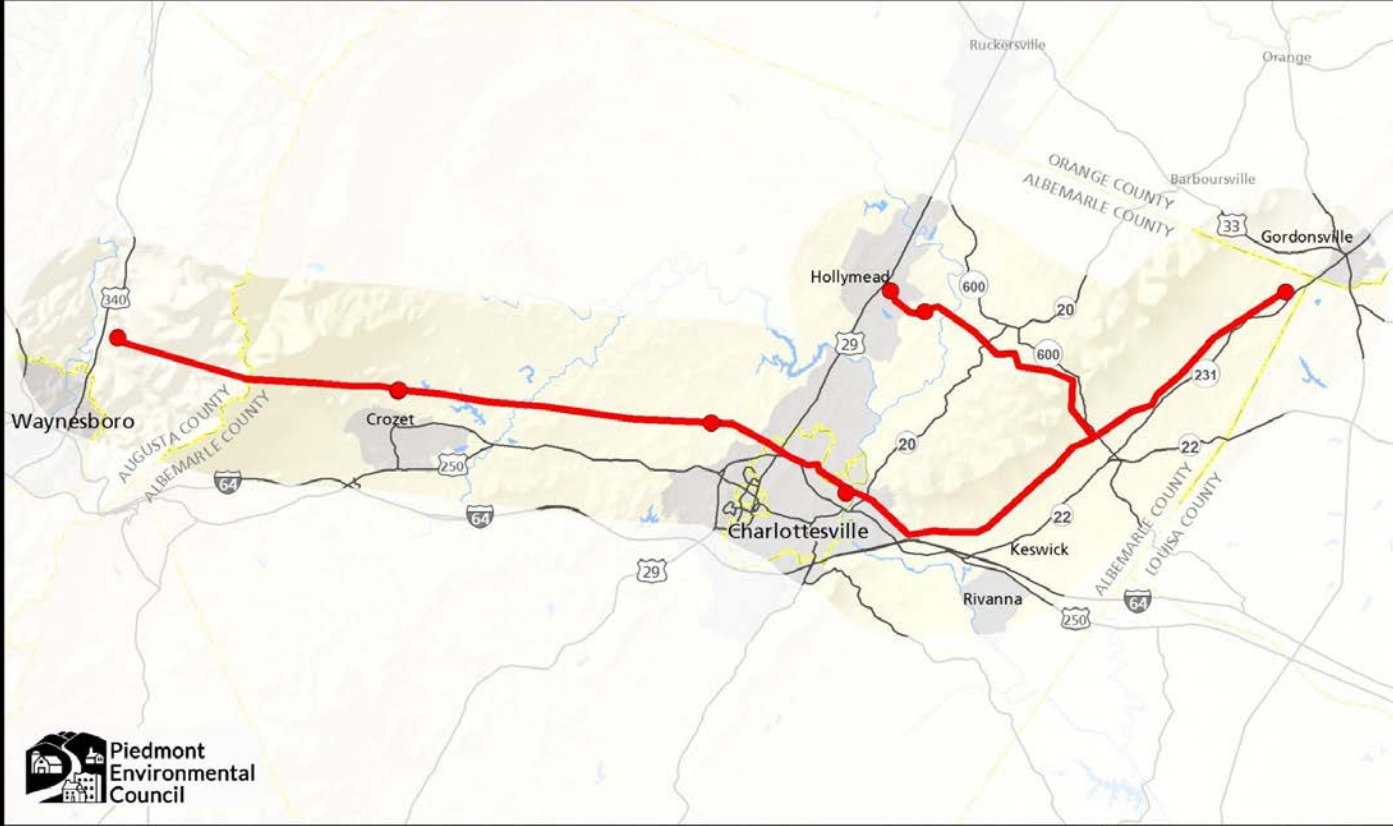 Ruckersville
Orange
ORANGE COUNTY
ALBEMARLE COUNTY
Barboursville
33
Gordonsville
Hollymead
600
20
340
29
600
231
Waynesboro
AUGUSTA COUNTY
ALBEMARLE COUNTY
Crozet
250
64
64
20
22
22
Charlottesville
Keswick
ALBEMARLE COUNTY
LOUISA COUNTY
29
Rivanna
64
250
Piedmont
Environmental
Council